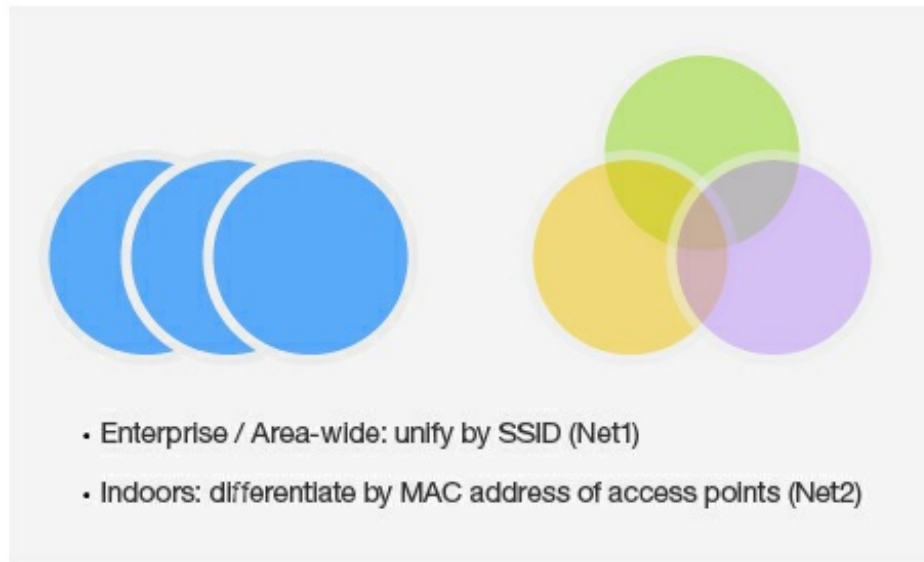 • Enterprise / Area-wide: unify by SSID (Net1)
• Indoors: differentiate by MAC address of access points (Net2)